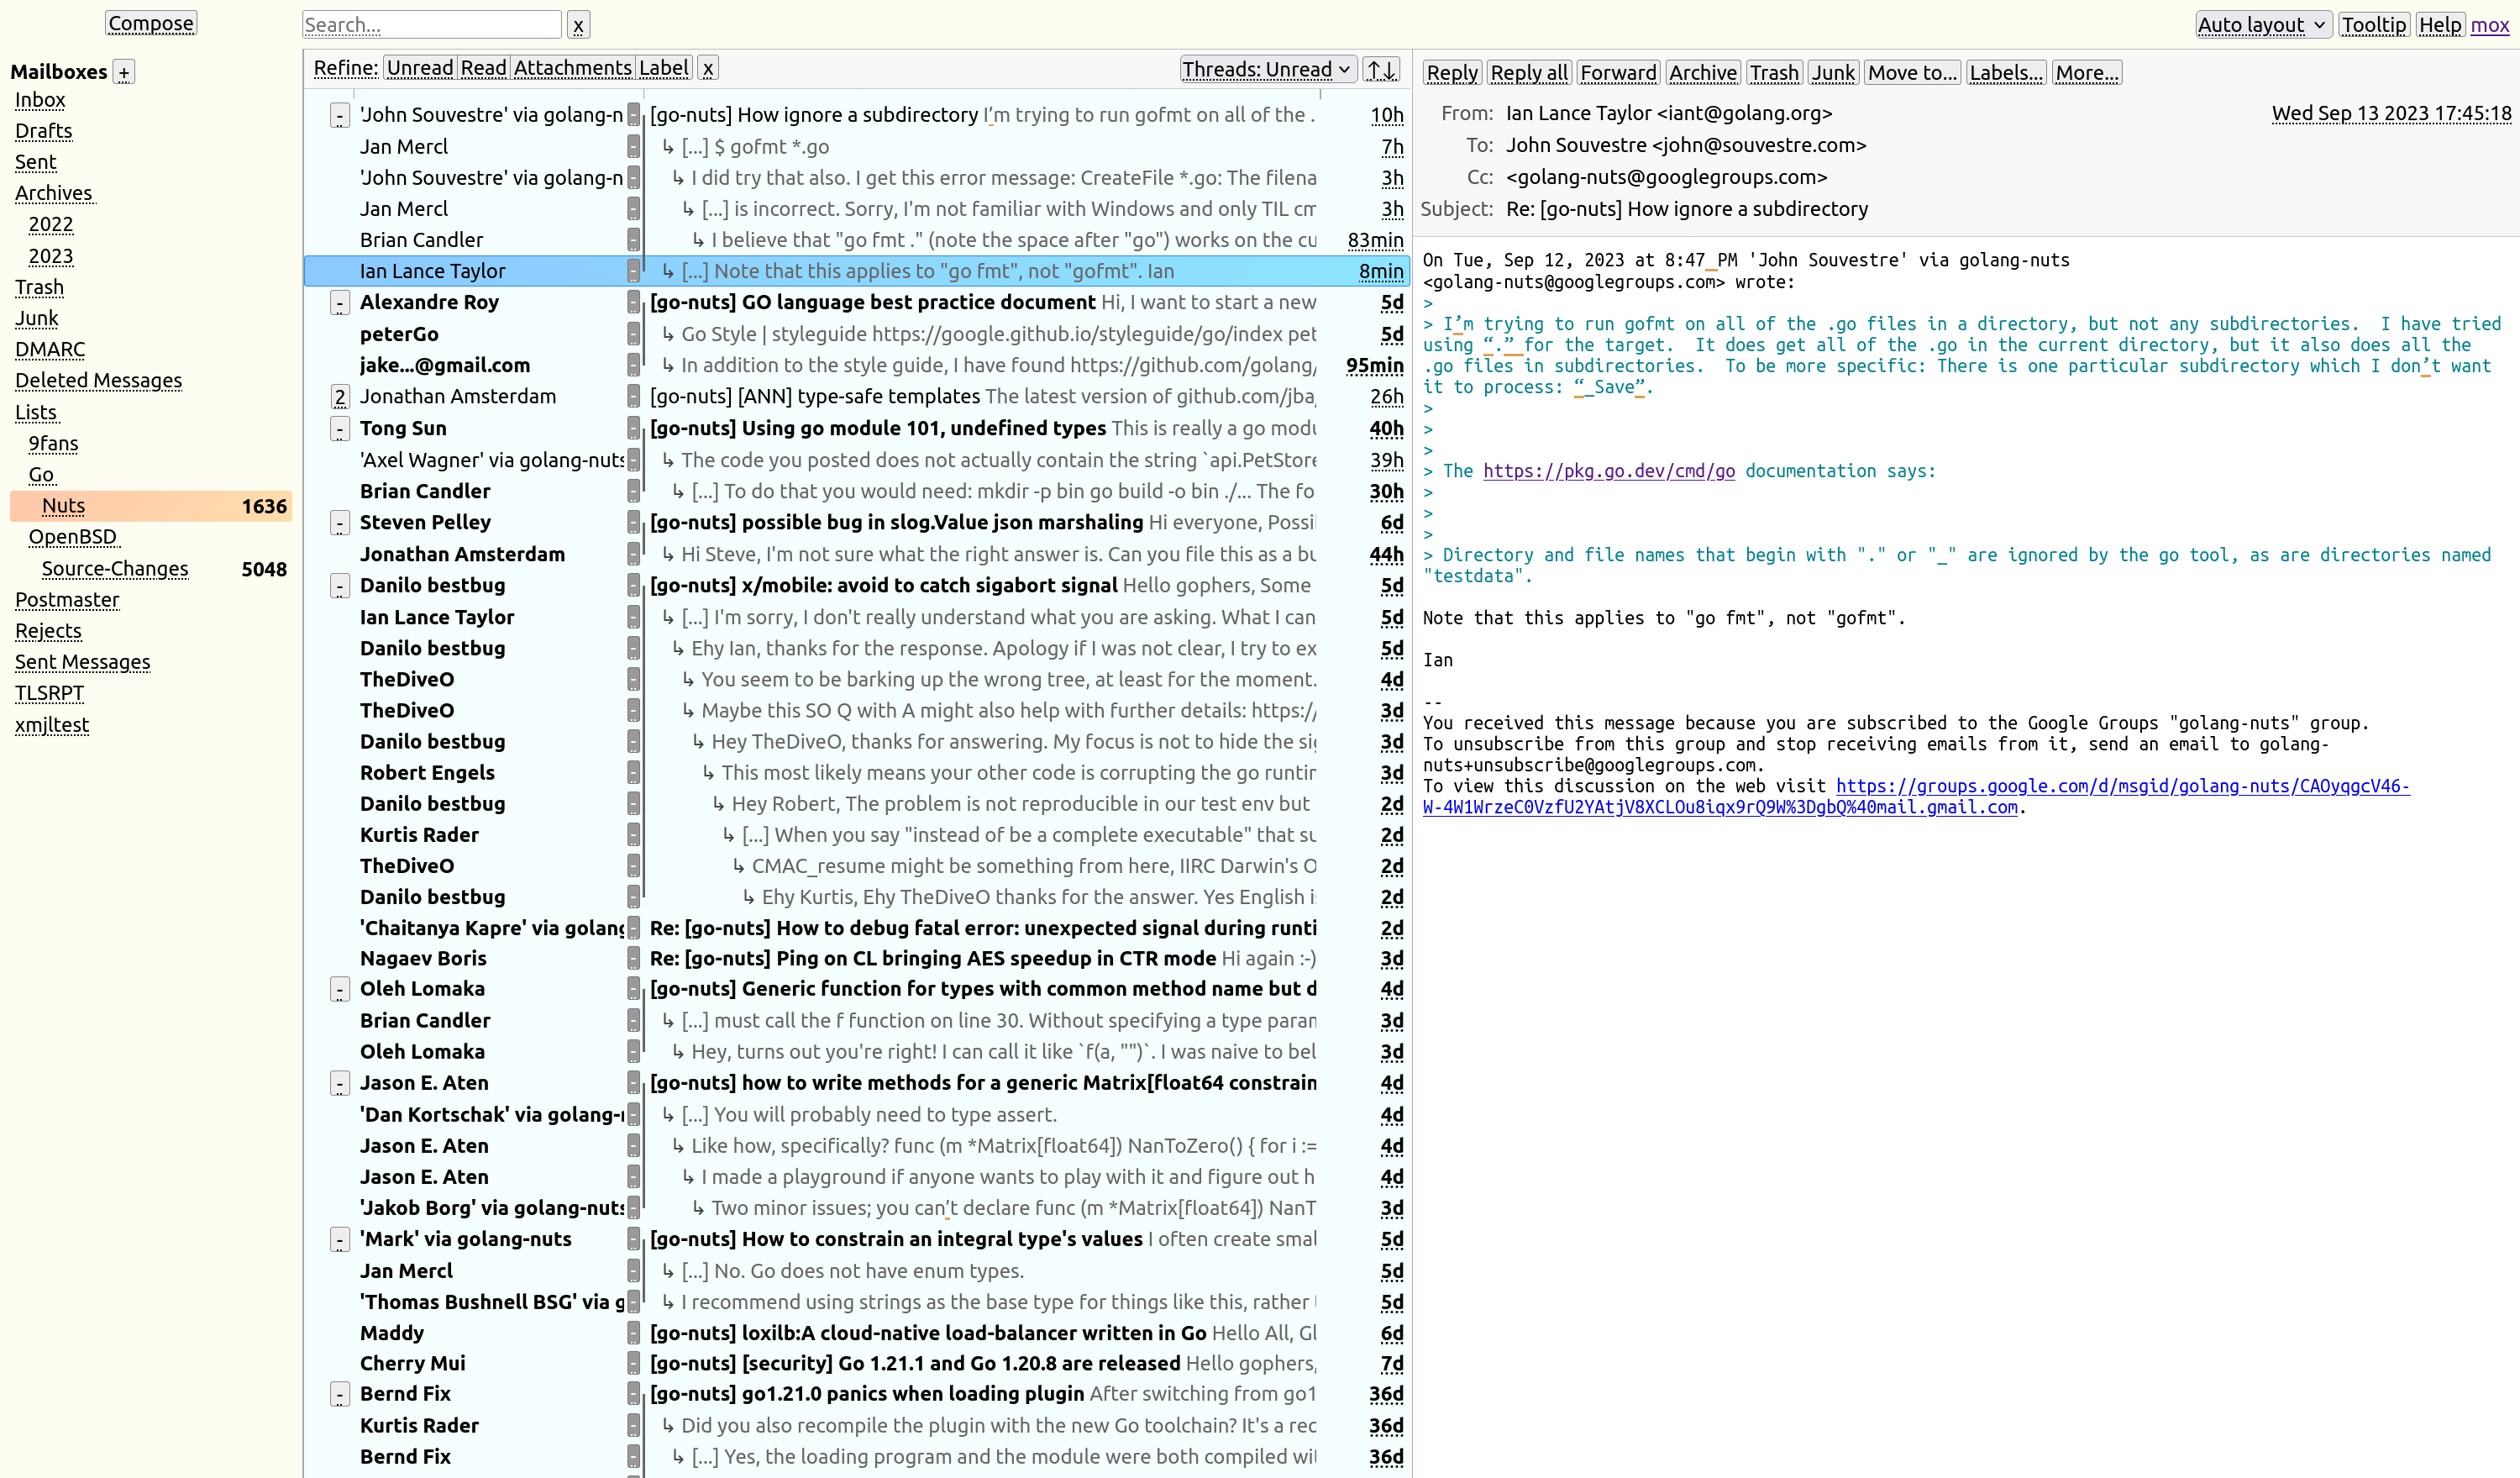 Compose
Search... x
Auto layout Tooltip Help mox
Mailboxes +
Inbox
Drafts
Sent
Archives
2022
2023
Trash
Junk
DMARC
Deleted Messages
Lists
9fans
Go
Nuts 1636
OpenBSD
Source-Changes 5048
Postmaster
Rejects
Sent Messages
TLSRPT
xmjltest
Refine: Unread Read Attachments Label x Threads: Unread ↑↓
- 'John Souvestre' via golang-n - [go-nuts] How ignore a subdirectory I’m trying to run gofmt on all of the . 10h
Jan Mercl - ↳ [...] $ gofmt *.go 7h
'John Souvestre' via golang-n - ↳ I did try that also. I get this error message: CreateFile *.go: The filena 3h
Jan Mercl - ↳ [...] is incorrect. Sorry, I'm not familiar with Windows and only TIL cm 3h
Brian Candler - ↳ I believe that "go fmt ." (note the space after "go") works on the cu 83min
Ian Lance Taylor - ↳ [...] Note that this applies to "go fmt", not "gofmt". Ian 8min
- Alexandre Roy - [go-nuts] GO language best practice document Hi, I want to start a new 5d
peterGo - ↳ Go Style | styleguide https://google.github.io/styleguide/go/index pet 5d
jake...@gmail.com - ↳ In addition to the style guide, I have found https://github.com/golang/ 95min
2 Jonathan Amsterdam - [go-nuts] [ANN] type-safe templates The latest version of github.com/jba, 26h
- Tong Sun - [go-nuts] Using go module 101, undefined types This is really a go modu 40h
'Axel Wagner' via golang-nuts - ↳ The code you posted does not actually contain the string `api.PetStore 39h
Brian Candler - ↳ [...] To do that you would need: mkdir -p bin go build -o bin ./... The fo 30h
- Steven Pelley - [go-nuts] possible bug in slog.Value json marshaling Hi everyone, Possil 6d
Jonathan Amsterdam - ↳ Hi Steve, I'm not sure what the right answer is. Can you file this as a bu 44h
- Danilo bestbug - [go-nuts] x/mobile: avoid to catch sigabort signal Hello gophers, Some 5d
Ian Lance Taylor - ↳ [...] I'm sorry, I don't really understand what you are asking. What I can 5d
Danilo bestbug - ↳ Ehy Ian, thanks for the response. Apology if I was not clear, I try to ex 5d
TheDiveO - ↳ You seem to be barking up the wrong tree, at least for the moment. 4d
TheDiveO - ↳ Maybe this SO Q with A might also help with further details: https:// 3d
Danilo bestbug - ↳ Hey TheDiveO, thanks for answering. My focus is not to hide the sig 3d
Robert Engels - ↳ This most likely means your other code is corrupting the go runtin 3d
Danilo bestbug - ↳ Hey Robert, The problem is not reproducible in our test env but 2d
Kurtis Rader - ↳ [...] When you say "instead of be a complete executable" that su 2d
TheDiveO - ↳ CMAC_resume might be something from here, IIRC Darwin's O 2d
Danilo bestbug - ↳ Ehy Kurtis, Ehy TheDiveO thanks for the answer. Yes English i 2d
'Chaitanya Kapre' via golang - Re: [go-nuts] How to debug fatal error: unexpected signal during runti 2d
Nagaev Boris - Re: [go-nuts] Ping on CL bringing AES speedup in CTR mode Hi again :-) 3d
- Oleh Lomaka - [go-nuts] Generic function for types with common method name but d 4d
Brian Candler - ↳ [...] must call the f function on line 30. Without specifying a type paran 3d
Oleh Lomaka - ↳ Hey, turns out you're right! I can call it like `f(a, "")`. I was naive to bel 3d
- Jason E. Aten - [go-nuts] how to write methods for a generic Matrix[float64 constrain 4d
'Dan Kortschak' via golang-r - ↳ [...] You will probably need to type assert. 4d
Jason E. Aten - ↳ Like how, specifically? func (m *Matrix[float64]) NanToZero() { for i := 4d
Jason E. Aten - ↳ I made a playground if anyone wants to play with it and figure out h 4d
'Jakob Borg' via golang-nuts - ↳ Two minor issues; you can’t declare func (m *Matrix[float64]) NanT 3d
- 'Mark' via golang-nuts - [go-nuts] How to constrain an integral type's values I often create smal 5d
Jan Mercl - ↳ [...] No. Go does not have enum types. 5d
'Thomas Bushnell BSG' via g - ↳ I recommend using strings as the base type for things like this, rather 5d
Maddy - [go-nuts] loxilb:A cloud-native load-balancer written in Go Hello All, Gl 6d
Cherry Mui - [go-nuts] [security] Go 1.21.1 and Go 1.20.8 are released Hello gophers, 7d
- Bernd Fix - [go-nuts] go1.21.0 panics when loading plugin After switching from go1 36d
Kurtis Rader - ↳ Did you also recompile the plugin with the new Go toolchain? It's a rec 36d
Bernd Fix - ↳ [...] Yes, the loading program and the module were both compiled wi 36d
Reply Reply all Forward Archive Trash Junk Move to... Labels... More...
From: Ian Lance Taylor <iant@golang.org> Wed Sep 13 2023 17:45:18
To: John Souvestre <john@souvestre.com>
Cc: <golang-nuts@googlegroups.com>
Subject: Re: [go-nuts] How ignore a subdirectory
On Tue, Sep 12, 2023 at 8:47 PM 'John Souvestre' via golang-nuts
<golang-nuts@googlegroups.com> wrote:
>
> I’m trying to run gofmt on all of the .go files in a directory, but not any subdirectories.  I have tried
using “.” for the target.  It does get all of the .go in the current directory, but it also does all the
.go files in subdirectories.  To be more specific: There is one particular subdirectory which I don’t want
it to process: “_Save”.
>
>
>
> The https://pkg.go.dev/cmd/go documentation says:
>
>
>
> Directory and file names that begin with "." or "_" are ignored by the go tool, as are directories named
"testdata".
Note that this applies to "go fmt", not "gofmt".
Ian
--
You received this message because you are subscribed to the Google Groups "golang-nuts" group.
To unsubscribe from this group and stop receiving emails from it, send an email to golang-
nuts+unsubscribe@googlegroups.com.
To view this discussion on the web visit https://groups.google.com/d/msgid/golang-nuts/CAOyqgcV46-
W-4W1WrzeC0VzfU2YAtjV8XCLOu8iqx9rQ9W%3DgbQ%40mail.gmail.com.